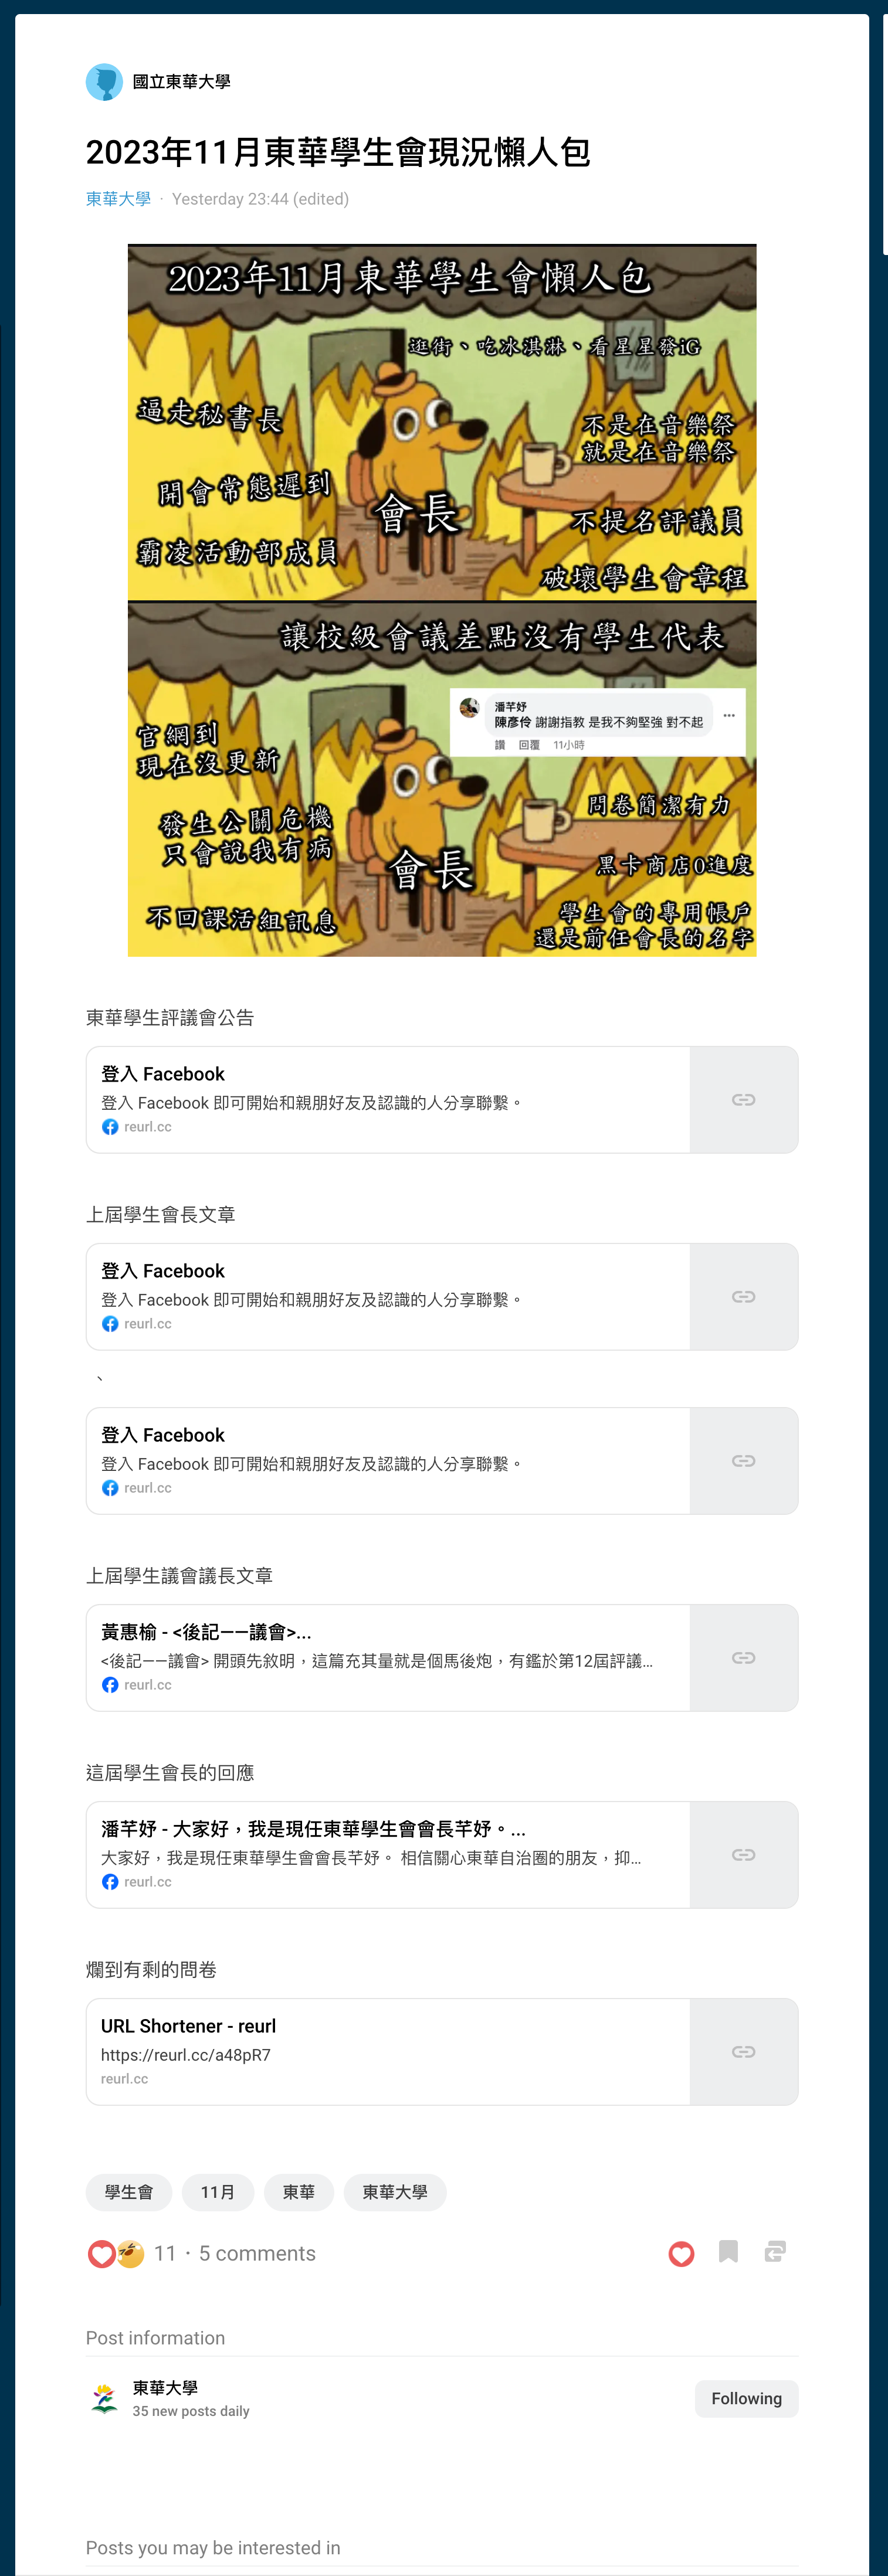 國立東華大學
2023年11月東華學生會現況懶人包
東華大學 · Yesterday 23:44 (edited)
2023年11月東華學生會懶人包
逛街、吃冰淇淋、看星星發iG
逼走秘書長
不是在音樂祭
就是在音樂祭
開會常態遲到
會長
不提名評議員
霸凌活動部成員
破壞學生會章程
讓校級會議差點沒有學生代表
潘芊妤
陳彥伶 謝謝指教 是我不夠堅強 對不起
讚 回覆 11小時
官網到
現在沒更新
問卷簡潔有力
發生公關危機
只會說我有病
會長
黑卡商店0進度
不回課活組訊息
學生會的專用帳戶
還是前任會長的名字
東華學生評議會公告
登入 Facebook
登入 Facebook 即可開始和親朋好友及認識的人分享聯繫。
reurl.cc
上屆學生會長文章
登入 Facebook
登入 Facebook 即可開始和親朋好友及認識的人分享聯繫。
reurl.cc
、
登入 Facebook
登入 Facebook 即可開始和親朋好友及認識的人分享聯繫。
reurl.cc
上屆學生議會議長文章
黃惠榆 - <後記——議會>...
<後記——議會> 開頭先敘明，這篇充其量就是個馬後炮，有鑑於第12屆評議...
reurl.cc
這屆學生會長的回應
潘芊妤 - 大家好，我是現任東華學生會會長芊妤。...
大家好，我是現任東華學生會會長芊妤。 相信關心東華自治圈的朋友，抑...
reurl.cc
爛到有剩的問卷
URL Shortener - reurl
https://reurl.cc/a48pR7
reurl.cc
學生會 11月 東華 東華大學
11 · 5 comments
Post information
東華大學
35 new posts daily
Following
Posts you may be interested in